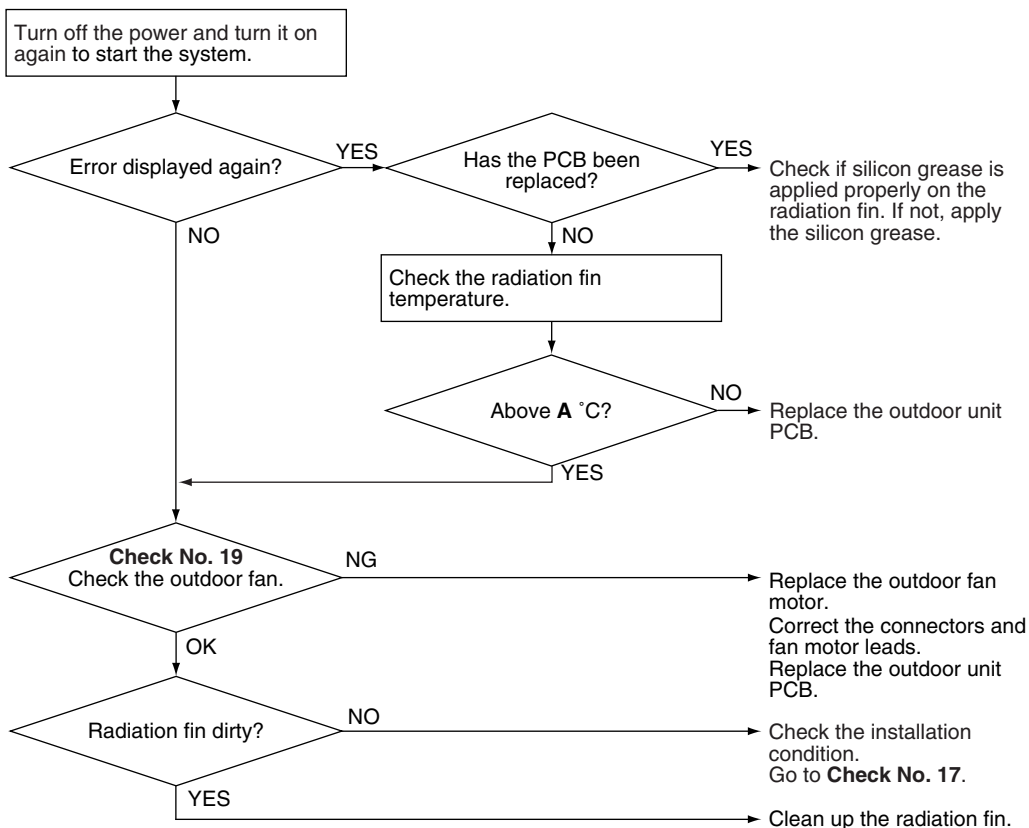 Turn off the power and turn it on
again to start the system.
Error displayed again?
YES
Has the PCB been
replaced?
YES
Check if silicon grease is
applied properly on the
radiation fin. If not, apply
the silicon grease.
NO
NO
Check the radiation fin
temperature.
Above A ˚C?
NO
Replace the outdoor unit
PCB.
YES
Check No. 19
Check the outdoor fan.
NG
Replace the outdoor fan
motor.
Correct the connectors and
fan motor leads.
Replace the outdoor unit
PCB.
OK
Radiation fin dirty?
NO
Check the installation
condition.
Go to Check No. 17.
YES
Clean up the radiation fin.